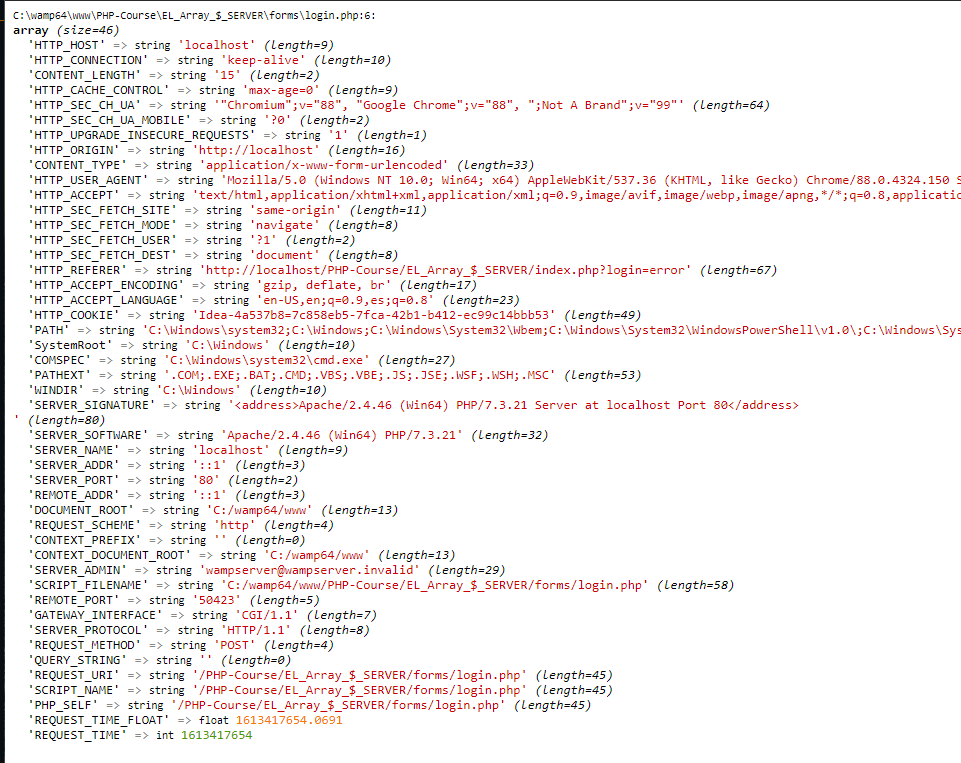 C:\wamp64\www\PHP-Course\EL_Array_$_SERVER\forms\login.php:6:
array (size=46)
'HTTP_HOST' => string 'localhost' (length=9)
'HTTP_CONNECTION' => string 'keep-alive' (length=10)
'CONTENT_LENGTH' => string '15' (length=2)
'HTTP_CACHE_CONTROL' => string 'max-age=0' (length=9)
'HTTP_SEC_CH_UA' => string '"Chromium";v="88", "Google Chrome";v="88", ";Not A Brand";v="99"' (length=64)
'HTTP_SEC_CH_UA_MOBILE' => string '?0' (length=2)
'HTTP_UPGRADE_INSECURE_REQUESTS' => string '1' (length=1)
'HTTP_ORIGIN' => string 'http://localhost' (length=16)
'CONTENT_TYPE' => string 'application/x-www-form-urlencoded' (length=33)
'HTTP_USER_AGENT' => string 'Mozilla/5.0 (Windows NT 10.0; Win64; x64) AppleWebKit/537.36 (KHTML, like Gecko) Chrome/88.0.4324.150 S
'HTTP_ACCEPT' => string 'text/html,application/xhtml+xml,application/xml;q=0.9,image/avif,image/webp,image/apng,*/*;q=0.8,applicatio
'HTTP_SEC_FETCH_SITE' => string 'same-origin' (length=11)
'HTTP_SEC_FETCH_MODE' => string 'navigate' (length=8)
'HTTP_SEC_FETCH_USER' => string '?1' (length=2)
'HTTP_SEC_FETCH_DEST' => string 'document' (length=8)
'HTTP_REFERER' => string 'http://localhost/PHP-Course/EL_Array_$_SERVER/index.php?login=error' (length=67)
'HTTP_ACCEPT_ENCODING' => string 'gzip, deflate, br' (length=17)
'HTTP_ACCEPT_LANGUAGE' => string 'en-US,en;q=0.9,es;q=0.8' (length=23)
'HTTP_COOKIE' => string 'Idea-4a537b8=7c858eb5-7fca-42b1-b412-ec99c14bbb53' (length=49)
'PATH' => string 'C:\Windows\system32;C:\Windows;C:\Windows\System32\Wbem;C:\Windows\System32\WindowsPowerShell\v1.0\;C:\Windows\Sys
'SystemRoot' => string 'C:\Windows' (length=10)
'COMSPEC' => string 'C:\Windows\system32\cmd.exe' (length=27)
'PATHEXT' => string '.COM;.EXE;.BAT;.CMD;.VBS;.VBE;.JS;.JSE;.WSF;.WSH;.MSC' (length=53)
'WINDIR' => string 'C:\Windows' (length=10)
'SERVER_SIGNATURE' => string '<address>Apache/2.4.46 (Win64) PHP/7.3.21 Server at localhost Port 80</address>
' (length=80)
'SERVER_SOFTWARE' => string 'Apache/2.4.46 (Win64) PHP/7.3.21' (length=32)
'SERVER_NAME' => string 'localhost' (length=9)
'SERVER_ADDR' => string '::1' (length=3)
'SERVER_PORT' => string '80' (length=2)
'REMOTE_ADDR' => string '::1' (length=3)
'DOCUMENT_ROOT' => string 'C:/wamp64/www' (length=13)
'REQUEST_SCHEME' => string 'http' (length=4)
'CONTEXT_PREFIX' => string '' (length=0)
'CONTEXT_DOCUMENT_ROOT' => string 'C:/wamp64/www' (length=13)
'SERVER_ADMIN' => string 'wampserver@wampserver.invalid' (length=29)
'SCRIPT_FILENAME' => string 'C:/wamp64/www/PHP-Course/EL_Array_$_SERVER/forms/login.php' (length=58)
'REMOTE_PORT' => string '50423' (length=5)
'GATEWAY_INTERFACE' => string 'CGI/1.1' (length=7)
'SERVER_PROTOCOL' => string 'HTTP/1.1' (length=8)
'REQUEST_METHOD' => string 'POST' (length=4)
'QUERY_STRING' => string '' (length=0)
'REQUEST_URI' => string '/PHP-Course/EL_Array_$_SERVER/forms/login.php' (length=45)
'SCRIPT_NAME' => string '/PHP-Course/EL_Array_$_SERVER/forms/login.php' (length=45)
'PHP_SELF' => string '/PHP-Course/EL_Array_$_SERVER/forms/login.php' (length=45)
'REQUEST_TIME_FLOAT' => float 1613417654.0691
'REQUEST_TIME' => int 1613417654